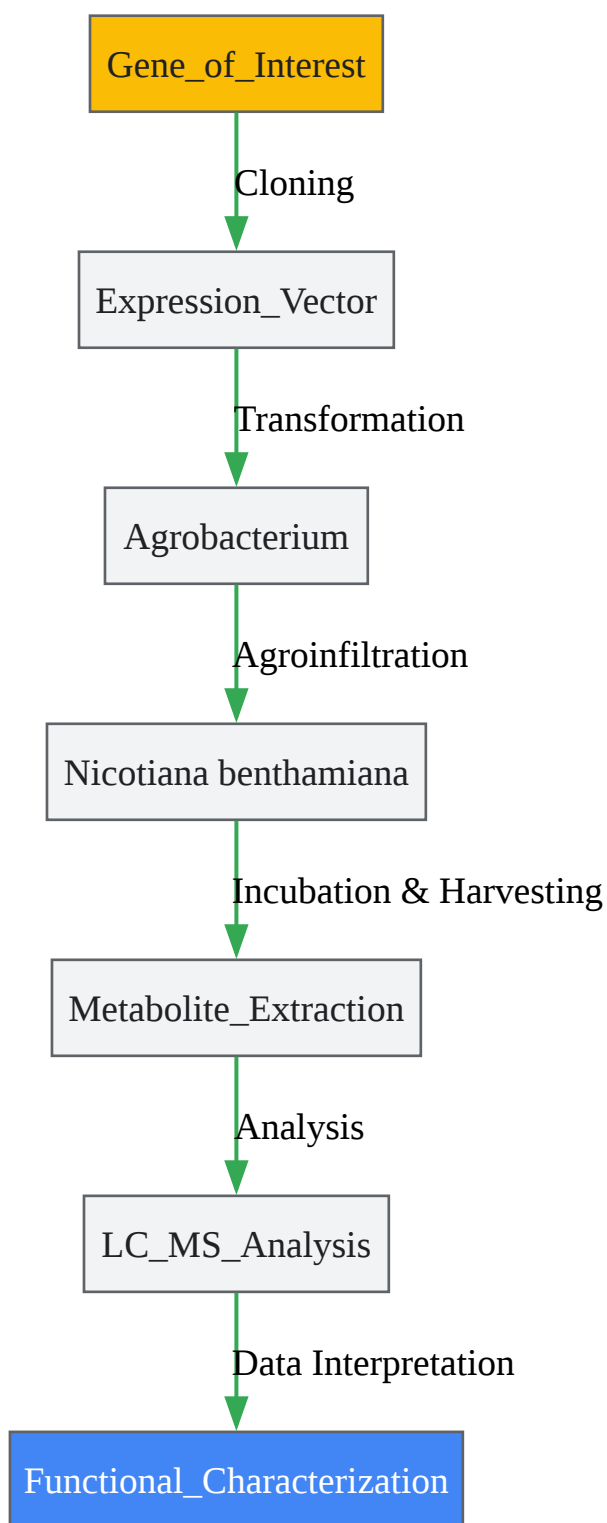 Gene_of_Interest
Cloning
Expression_Vector
Transformation
Agrobacterium
Agroinfiltration
Nicotiana benthamiana
Incubation & Harvesting
Metabolite_Extraction
Analysis
LC_MS_Analysis
Data Interpretation
Functional_Characterization